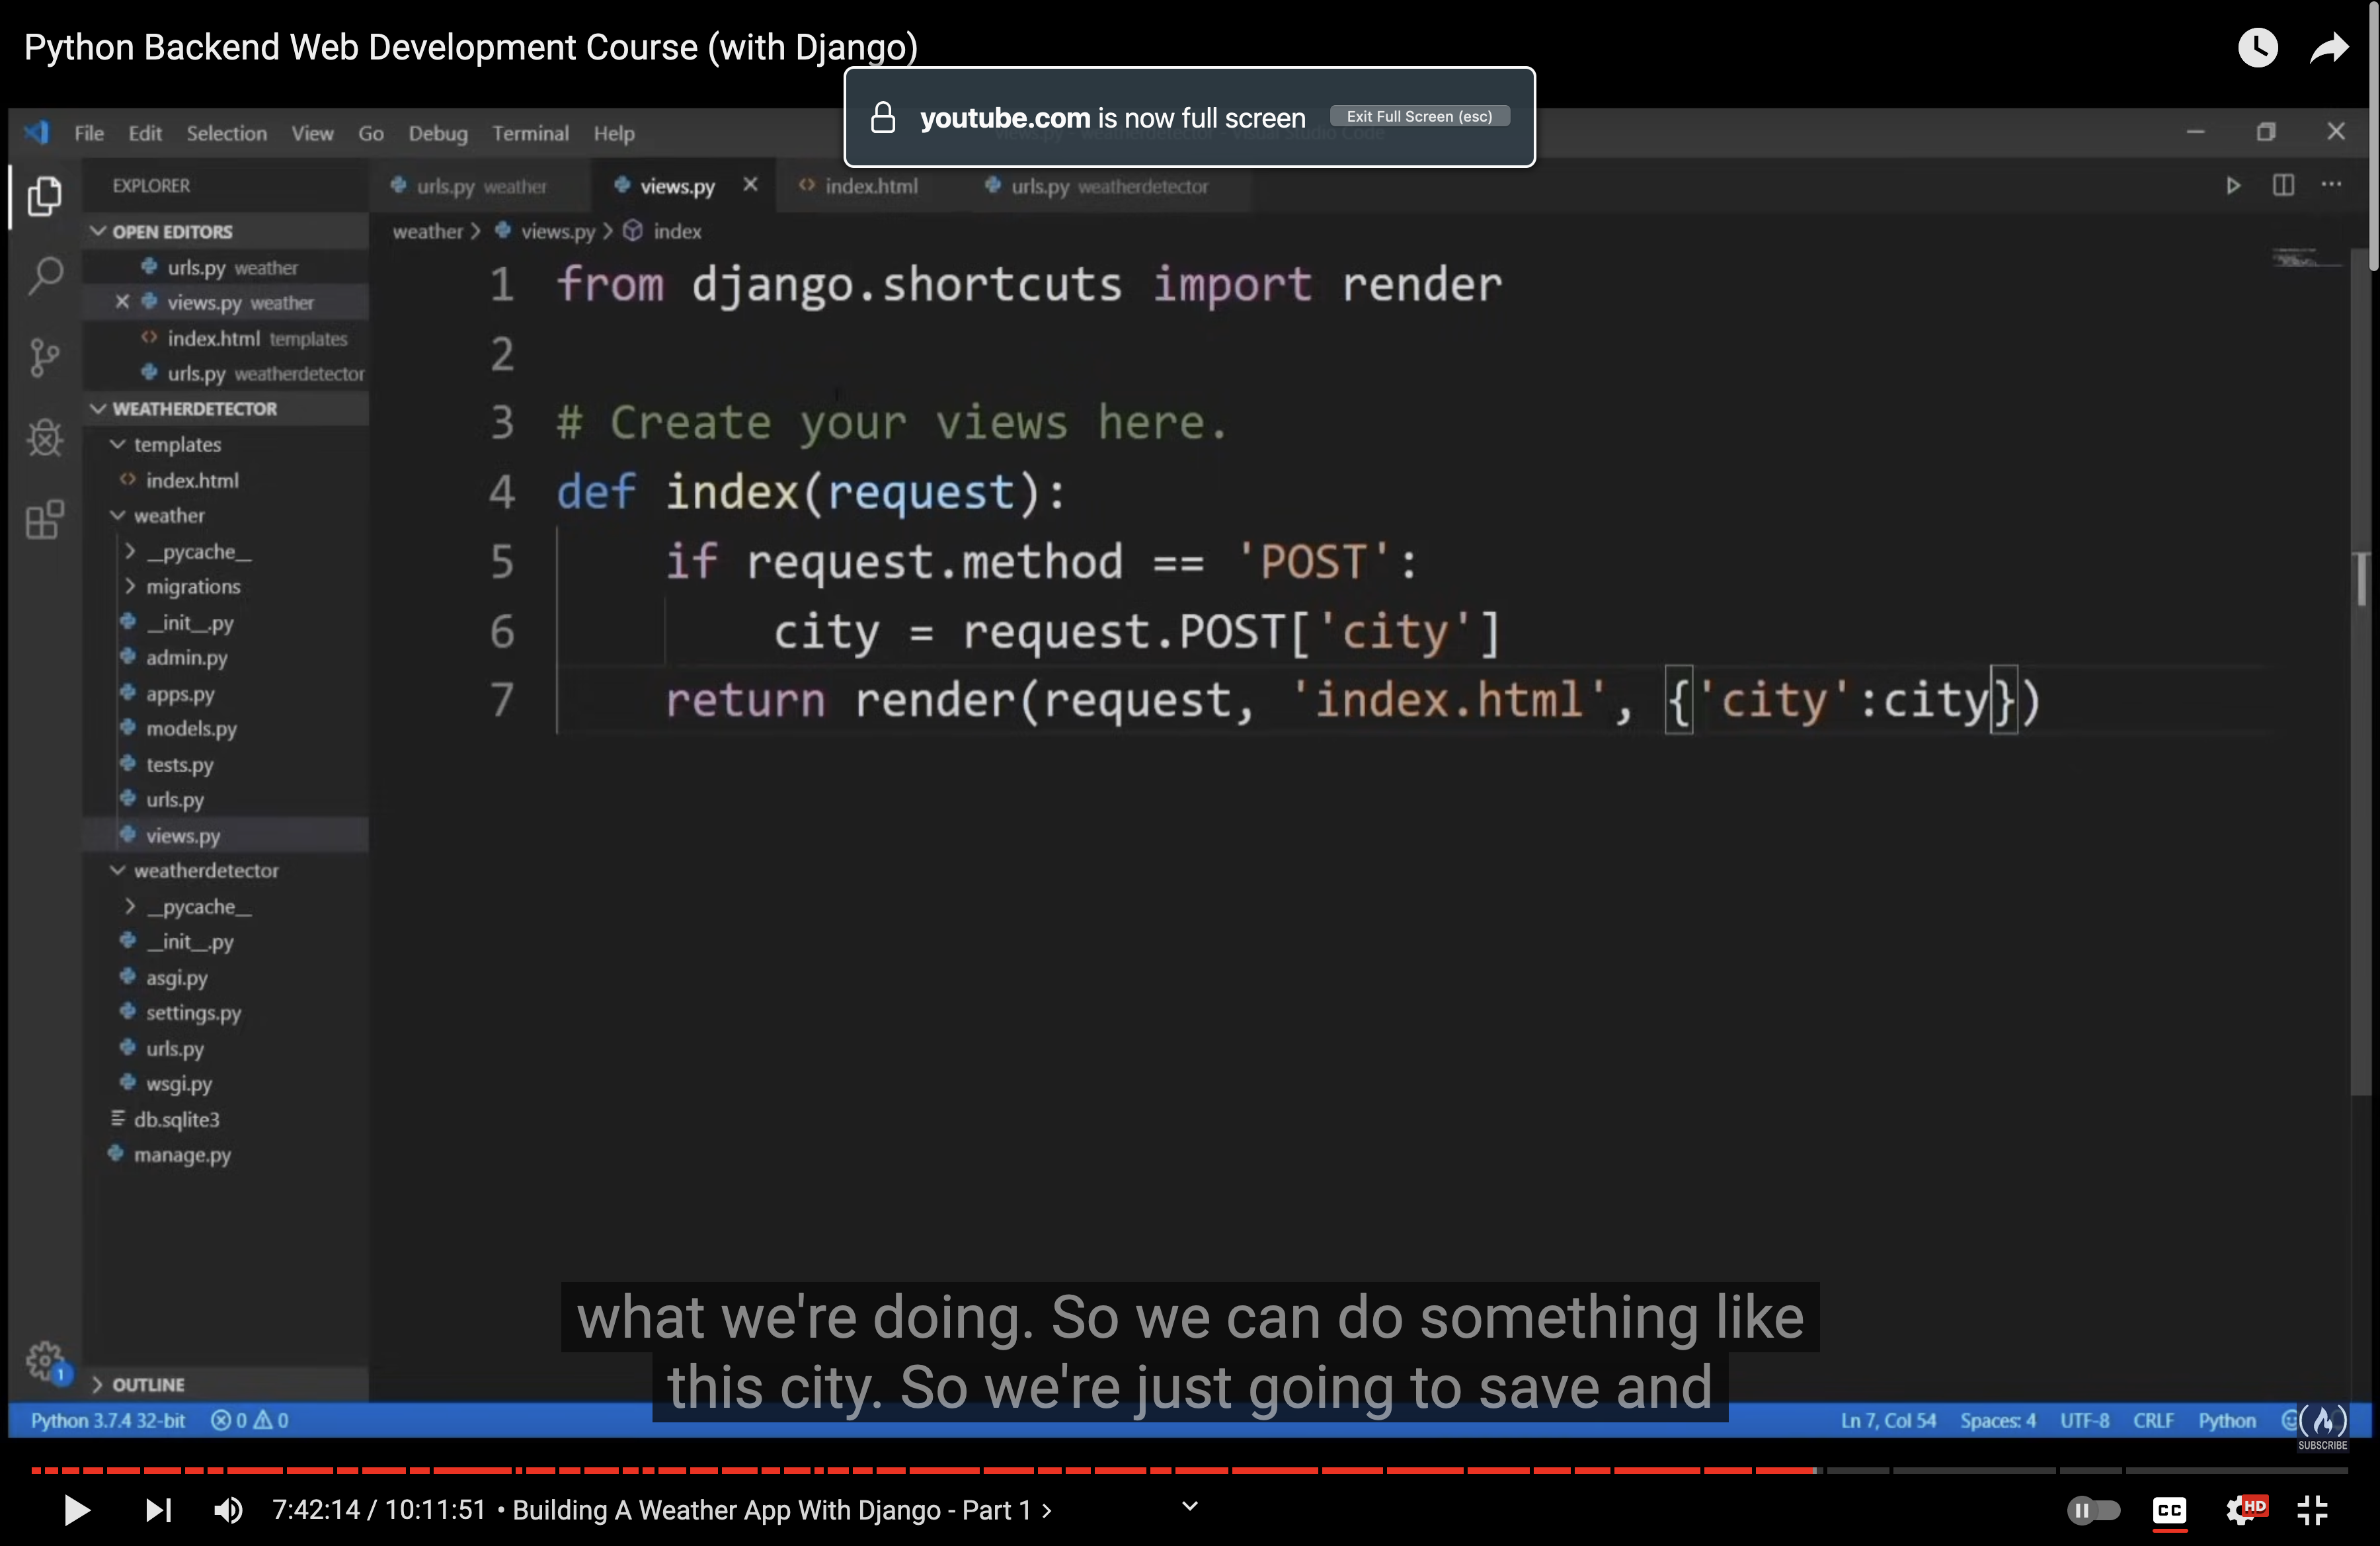 Python Backend Web Development Course (with Django)
youtube.com is now full screen Exit Full Screen (esc)
File Edit Selection View Go Debug Terminal Help
EXPLORER
OPEN EDITORS
urls.py weather
views.py weather
index.html templates
urls.py weatherdetector
WEATHERDETECTOR
templates
index.html
weather
__pycache__
migrations
__init__.py
admin.py
apps.py
models.py
tests.py
urls.py
views.py
weatherdetector
__pycache__
__init__.py
asgi.py
settings.py
urls.py
wsgi.py
db.sqlite3
manage.py
OUTLINE
urls.py weather views.py index.html urls.py weatherdetector
weather > views.py > index
1 from django.shortcuts import render
2
3 # Create your views here.
4 def index(request):
5 if request.method == 'POST':
6 city = request.POST['city']
7 return render(request, 'index.html', {'city':city})
what we're doing. So we can do something like
this city. So we're just going to save and
1
Python 3.7.4 32-bit 0 0 Ln 7, Col 54 Spaces: 4 UTF-8 CRLF Python
SUBSCRIBE
7:42:14 / 10:11:51 • Building A Weather App With Django - Part 1 >
CC HD